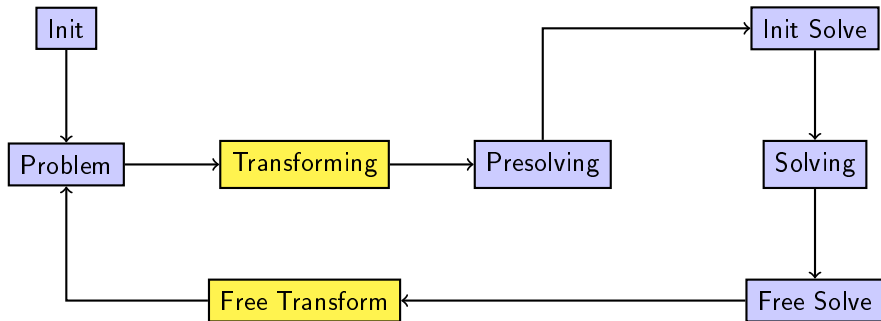 Init
Init Solve
Problem
Transforming
Presolving
Solving
Free Transform
Free Solve